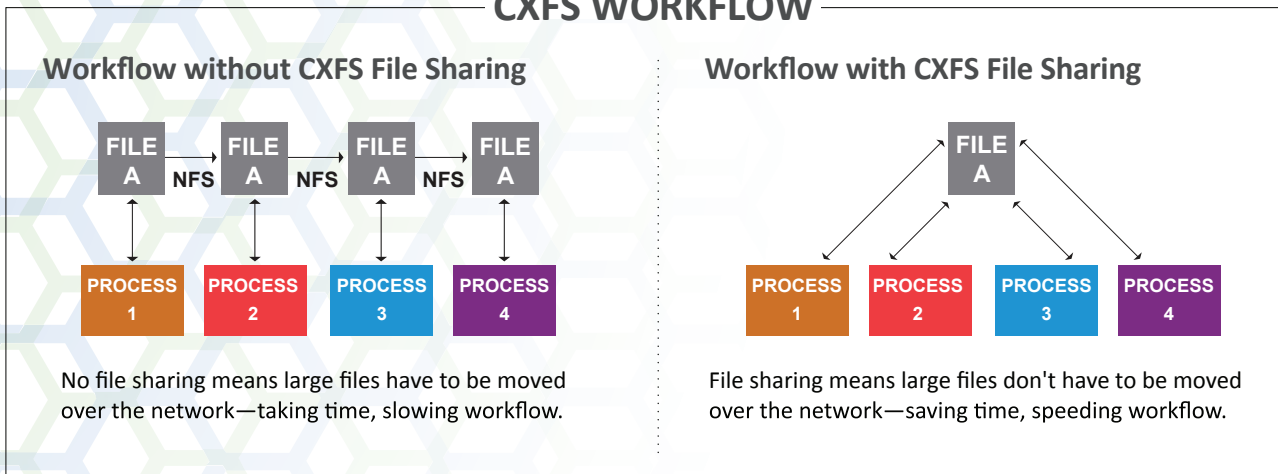 CXFS WORKFLOW
Workflow without CXFS File Sharing
FILE
A
NFS
FILE
A
NFS
FILE
A
NFS
FILE
A
PROCESS
1
PROCESS
2
PROCESS
3
PROCESS
4
No file sharing means large files have to be moved
over the network—taking time, slowing workflow.
Workflow with CXFS File Sharing
FILE
A
PROCESS
1
PROCESS
2
PROCESS
3
PROCESS
4
File sharing means large files don't have to be moved
over the network—saving time, speeding workflow.